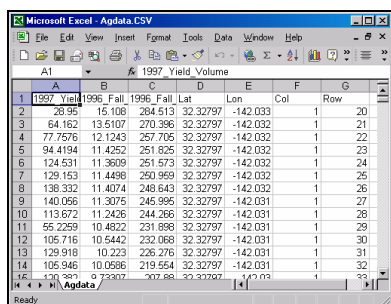 Microsoft Excel - Agdata.CSV
File Edit View Insert Format Tools Data Window Help
A1 1997_Yield_Volume
A B C D E F G
1 1997_Yield 1996_Fall_ 1996_Fall_ Lat Lon Col Row
2 28.95 15.108 284.513 32.32797 -142.033 1 20
3 64.162 13.5107 270.396 32.32797 -142.032 1 21
4 77.7576 12.1243 257.705 32.32797 -142.032 1 22
5 94.4194 11.4252 251.825 32.32797 -142.032 1 23
6 124.531 11.3609 251.573 32.32797 -142.032 1 24
7 129.153 11.4498 250.959 32.32797 -142.032 1 25
8 138.332 11.4074 248.643 32.32797 -142.032 1 26
9 140.056 11.3075 245.995 32.32797 -142.031 1 27
10 113.672 11.2426 244.266 32.32797 -142.031 1 28
11 55.2259 10.4822 231.898 32.32797 -142.031 1 29
12 105.716 10.5442 232.068 32.32797 -142.031 1 30
13 129.918 10.223 226.276 32.32797 -142.031 1 31
14 105.946 10.0586 219.554 32.32797 -142.031 1 32
Agdata
Ready